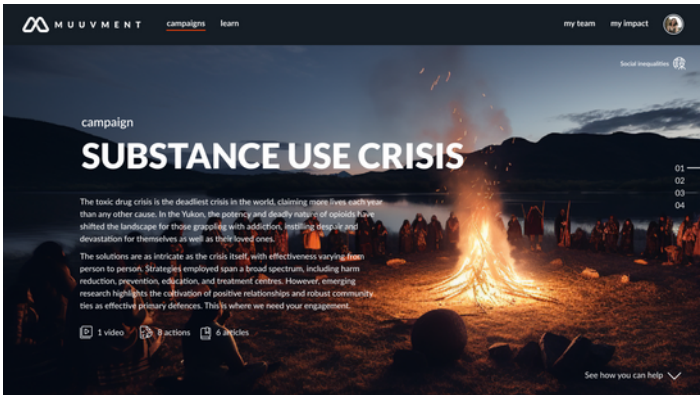 MUUVMENT
campaigns
learn
my team
my impact
Social inequalities
campaign
SUBSTANCE USE CRISIS
01
02
03
04
The toxic drug crisis is the deadliest crisis in the world, claiming more lives each year
than any other cause. In the Yukon, the potency and deadly nature of opioids have
shifted the landscape for those grappling with addiction, instilling despair and
devastation for themselves as well as their loved ones.
The solutions are as intricate as the crisis itself, with effectiveness varying from
person to person. Strategies employed span a broad spectrum, including harm
reduction, prevention, education, and treatment centres. However, emerging
research highlights the cultivation of positive relationships and robust community
ties as effective primary defences. This is where we need your engagement.
1 video
8 actions
6 articles
See how you can help